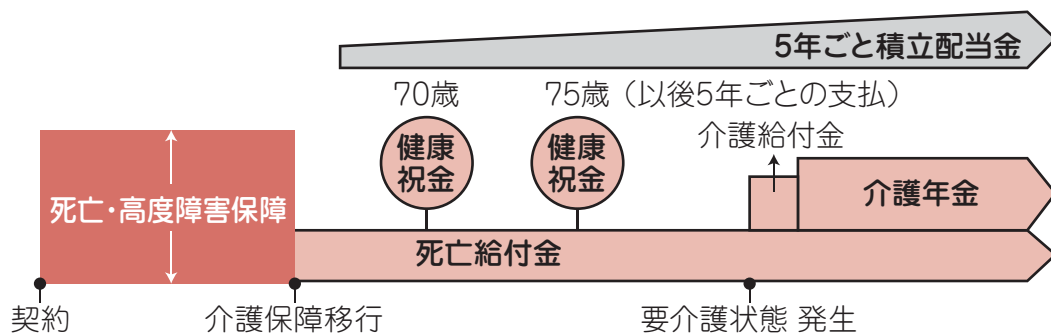 5年ごと積立配当金
70歳
75歳（以後5年ごとの支払）
健康
祝金
健康
祝金
介護給付金
死亡・高度障害保障
介護年金
死亡給付金
契約
介護保障移行
要介護状態 発生